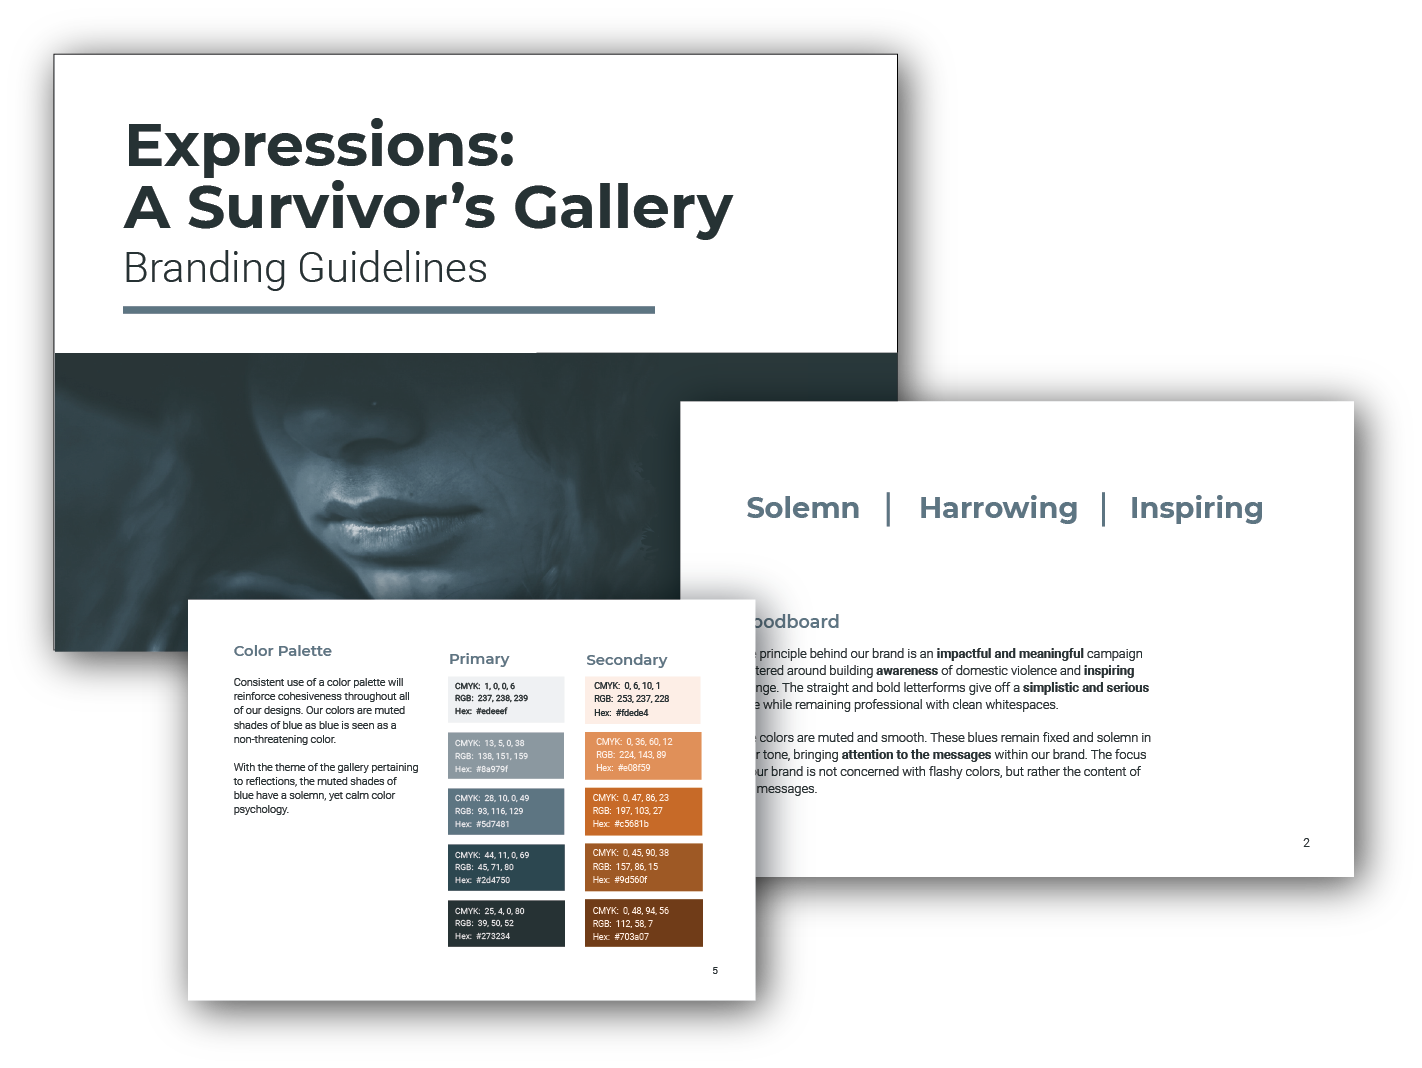 Expressions:
A Survivor’s Gallery
Branding Guidelines
Solemn | Harrowing | Inspiring
oodboard
principle behind our brand is an impactful and meaningful campaign
tered around building awareness of domestic violence and inspiring
nge. The straight and bold letterforms give off a simplistic and serious
e while remaining professional with clean whitespaces.
colors are muted and smooth. These blues remain fixed and solemn in
r tone, bringing attention to the messages within our brand. The focus
our brand is not concerned with flashy colors, but rather the content of
messages.
2
Color Palette
Consistent use of a color palette will
reinforce cohesiveness throughout all
of our designs. Our colors are muted
shades of blue as blue is seen as a
non-threatening color.
With the theme of the gallery pertaining
to reflections, the muted shades of
blue have a solemn, yet calm color
psychology.
Primary
CMYK: 1, 0, 0, 6
RGB: 237, 238, 239
Hex: #edeeef
CMYK: 13, 5, 0, 38
RGB: 138, 151, 159
Hex: #8a979f
CMYK: 28, 10, 0, 49
RGB: 93, 116, 129
Hex: #5d7481
CMYK: 44, 11, 0, 69
RGB: 45, 71, 80
Hex: #2d4750
CMYK: 25, 4, 0, 80
RGB: 39, 50, 52
Hex: #273234
Secondary
CMYK: 0, 6, 10, 1
RGB: 253, 237, 228
Hex: #fdede4
CMYK: 0, 36, 60, 12
RGB: 224, 143, 89
Hex: #e08f59
CMYK: 0, 47, 86, 23
RGB: 197, 103, 27
Hex: #c5681b
CMYK: 0, 45, 90, 38
RGB: 157, 86, 15
Hex: #9d560f
CMYK: 0, 48, 94, 56
RGB: 112, 58, 7
Hex: #703a07
5